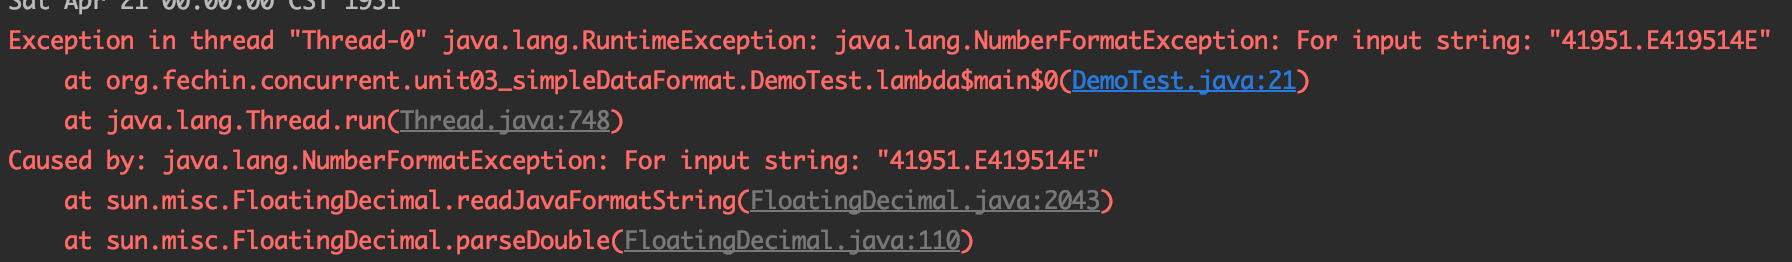 Sat Apr 21 00:00:00 CST 1951
Exception in thread "Thread-0" java.lang.RuntimeException: java.lang.NumberFormatException: For input string: "41951.E419514E"
    at org.fechin.concurrent.unit03_simpleDataFormat.DemoTest.lambda$main$0(DemoTest.java:21)
    at java.lang.Thread.run(Thread.java:748)
Caused by: java.lang.NumberFormatException: For input string: "41951.E419514E"
    at sun.misc.FloatingDecimal.readJavaFormatString(FloatingDecimal.java:2043)
    at sun.misc.FloatingDecimal.parseDouble(FloatingDecimal.java:110)